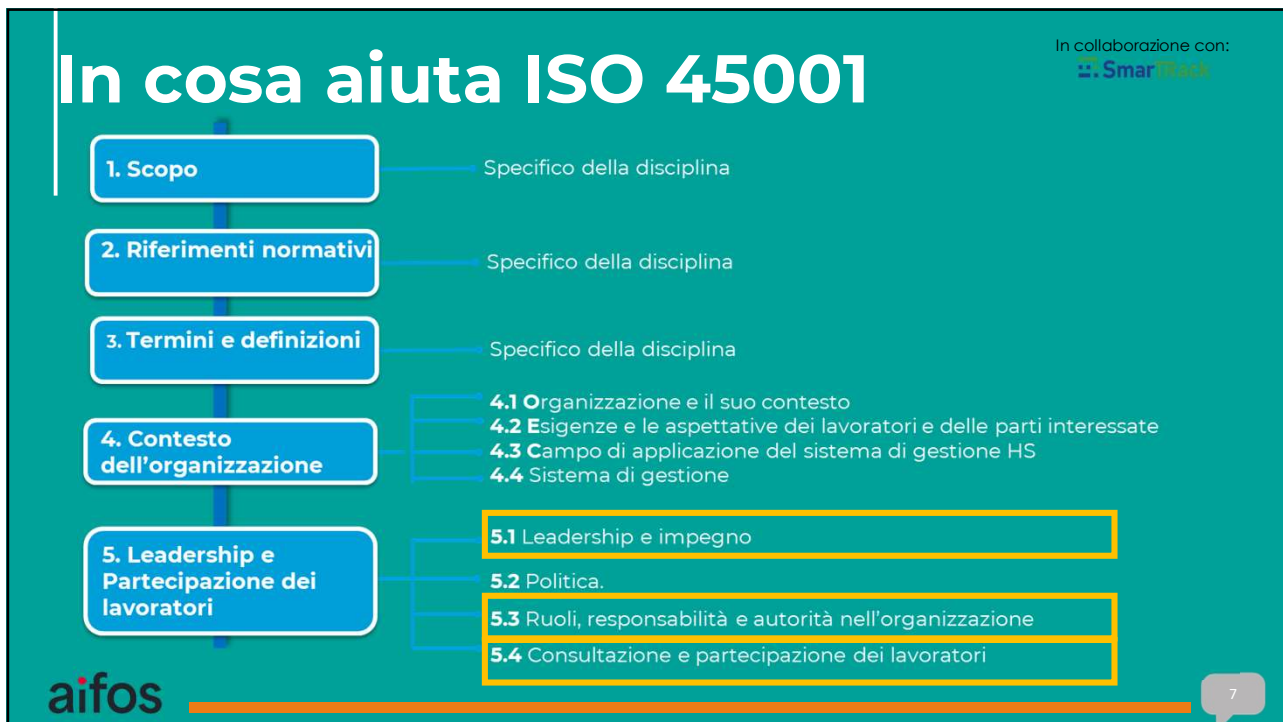 In cosa aiuta ISO 45001
In collaborazione con:
SmarTRack
1. Scopo
Specifico della disciplina
2. Riferimenti normativi
Specifico della disciplina
3. Termini e definizioni
Specifico della disciplina
4. Contesto
dell'organizzazione
4.1 Organizzazione e il suo contesto
4.2 Esigenze e le aspettative dei lavoratori e delle parti interessate
4.3 Campo di applicazione del sistema di gestione HS
4.4 Sistema di gestione
5. Leadership e
Partecipazione dei
lavoratori
5.1 Leadership e impegno
5.2 Politica.
5.3 Ruoli, responsabilità e autorità nell'organizzazione
5.4 Consultazione e partecipazione dei lavoratori
aifos
7